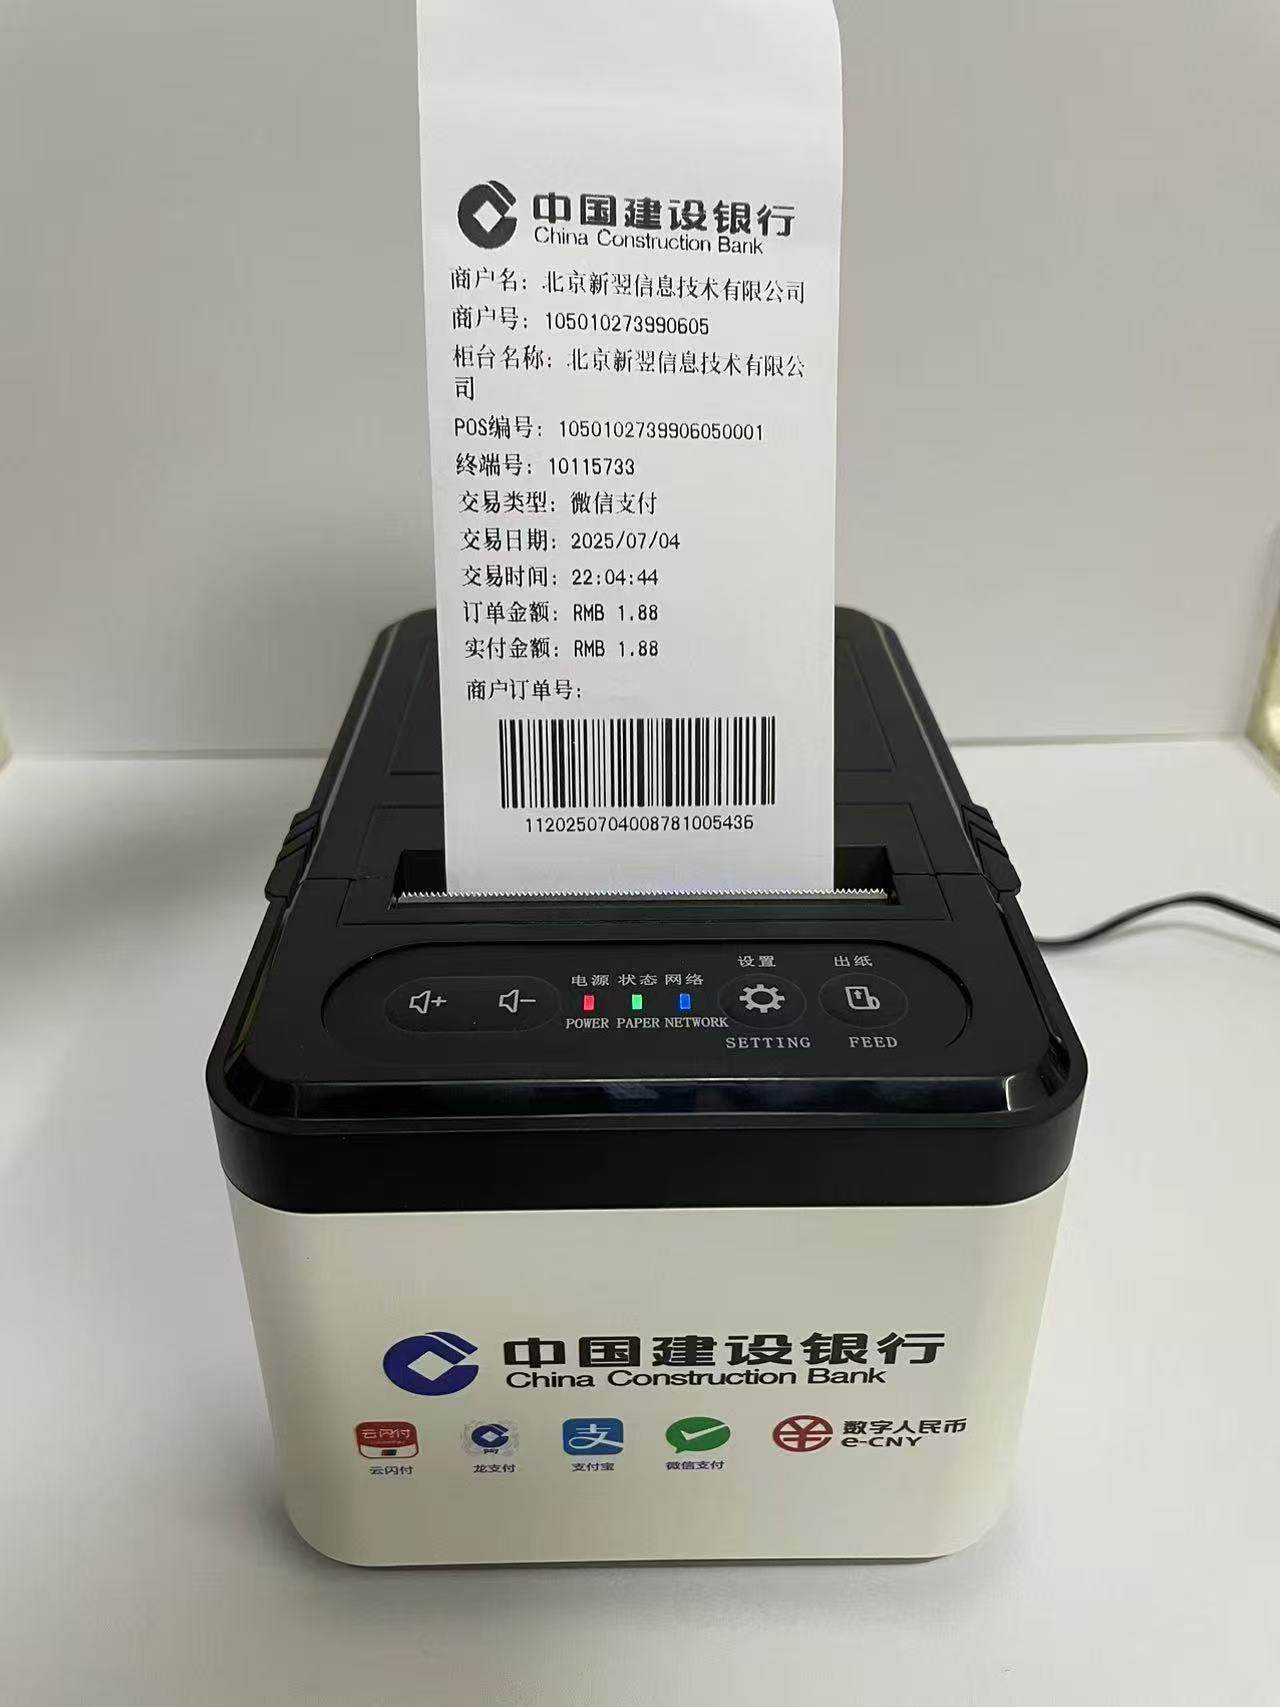 中国建设银行
China Construction Bank
商户名：北京新翌信息技术有限公司
商户号：105010273990605
柜台名称：北京新翌信息技术有限公
司
POS编号：1050102739906050001
终端号：10115733
交易类型：微信支付
交易日期：2025/07/04
交易时间：22:04:44
订单金额：RMB 1.88
实付金额：RMB 1.88
商户订单号：
1120250704008781005436
设置 出纸
电源 状态 网络
POWER PAPER NETWORK
SETTING FEED
中国建设银行
China Construction Bank
云闪付
数字人民币
e-CNY
云闪付 龙支付 支付宝 微信支付